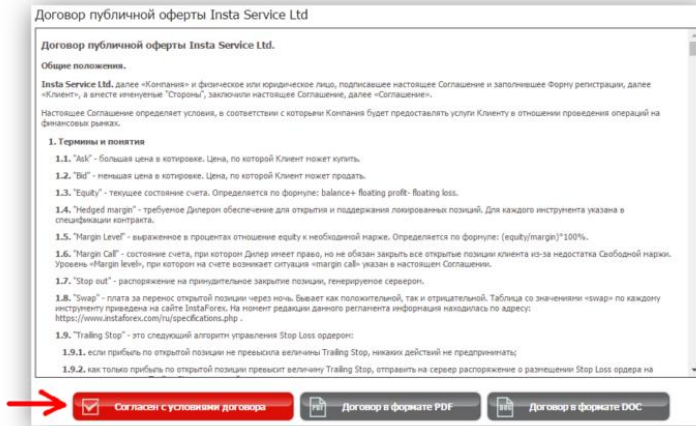 Договор публичной оферты Insta Service Ltd
Договор публичной оферты Insta Service Ltd.
Общие положения.
Insta Service Ltd. далее «Компания» и физическое или юридическое лицо, подписавшее настоящее Соглашение и заполнившее Форму регистрации, далее
«Клиент», а вместе именуемые "Стороны", заключили настоящее Соглашение, далее «Соглашение».
Настоящее Соглашение определяет условия, в соответствии с которыми Компания будет предоставлять услуги Клиенту в отношении проведения операций на
финансовых рынках.
1. Термины и понятия
1.1. "Ask" - большая цена в котировке. Цена, по которой Клиент может купить.
1.2. "Bid" - меньшая цена в котировке. Цена, по которой Клиент может продать.
1.3. "Equity" - текущее состояние счета. Определяется по формуле: balance+ floating profit- floating loss.
1.4. "Hedged margin" - требуемое Дилером обеспечение для открытия и поддержания локированных позиций. Для каждого инструмента указана в
спецификации контракта.
1.5. "Margin Level" - выраженное в процентах отношение equity к необходимой марже. Определяется по формуле: (equity/margin)*100%.
1.6. "Margin Call" - состояние счета, при котором Дилер имеет право, но не обязан закрыть все открытые позиции клиента из-за недостатка Свободной маржи.
Уровень «Margin level», при котором на счете возникает ситуация «margin call» указан в настоящем Соглашении.
1.7. "Stop out" - распоряжение на принудительное закрытие позиции, генерируемое сервером.
1.8. "Swap" - плата за перенос открытой позиции через ночь. Бывает как положительной, так и отрицательной. Таблица со значениями «swap» по каждому
инструменту приведена на сайте InstaForex. На момент редакции данного регламента информация находилась по адресу:
https://www.instaforex.com/ru/specifications.php .
1.9. "Trailing Stop" - это следующий алгоритм управления Stop Loss ордером:
1.9.1. если прибыль по открытой позиции не превысила величины Trailing Stop, никаких действий не предпринимать;
1.9.2. как только прибыль по открытой позиции превысит величину Trailing Stop, отправить на сервер распоряжение о размещении Stop Loss ордера на
Согласен с условиями договора
PDF Договор в формате PDF
DOC Договор в формате DOC